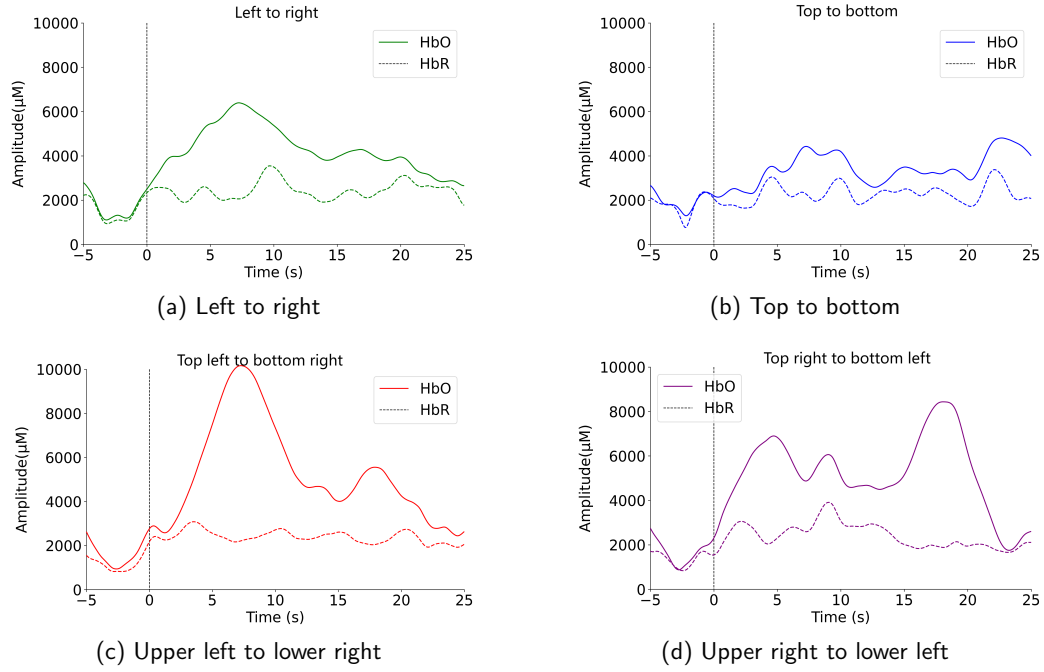 Left to right
10000
8000
6000
4000
2000
0
Amplitude(μM)
HbO
HbR
−5 0 5 10 15 20 25
Time (s)
(a) Left to right
Top to bottom
10000
8000
6000
4000
2000
0
Amplitude(μM)
HbO
HbR
−5 0 5 10 15 20 25
Time (s)
(b) Top to bottom
Top left to bottom right
10000
8000
6000
4000
2000
0
Amplitude(μM)
HbO
HbR
−5 0 5 10 15 20 25
Time (s)
(c) Upper left to lower right
Top right to bottom left
10000
8000
6000
4000
2000
0
Amplitude(μM)
HbO
HbR
−5 0 5 10 15 20 25
Time (s)
(d) Upper right to lower left